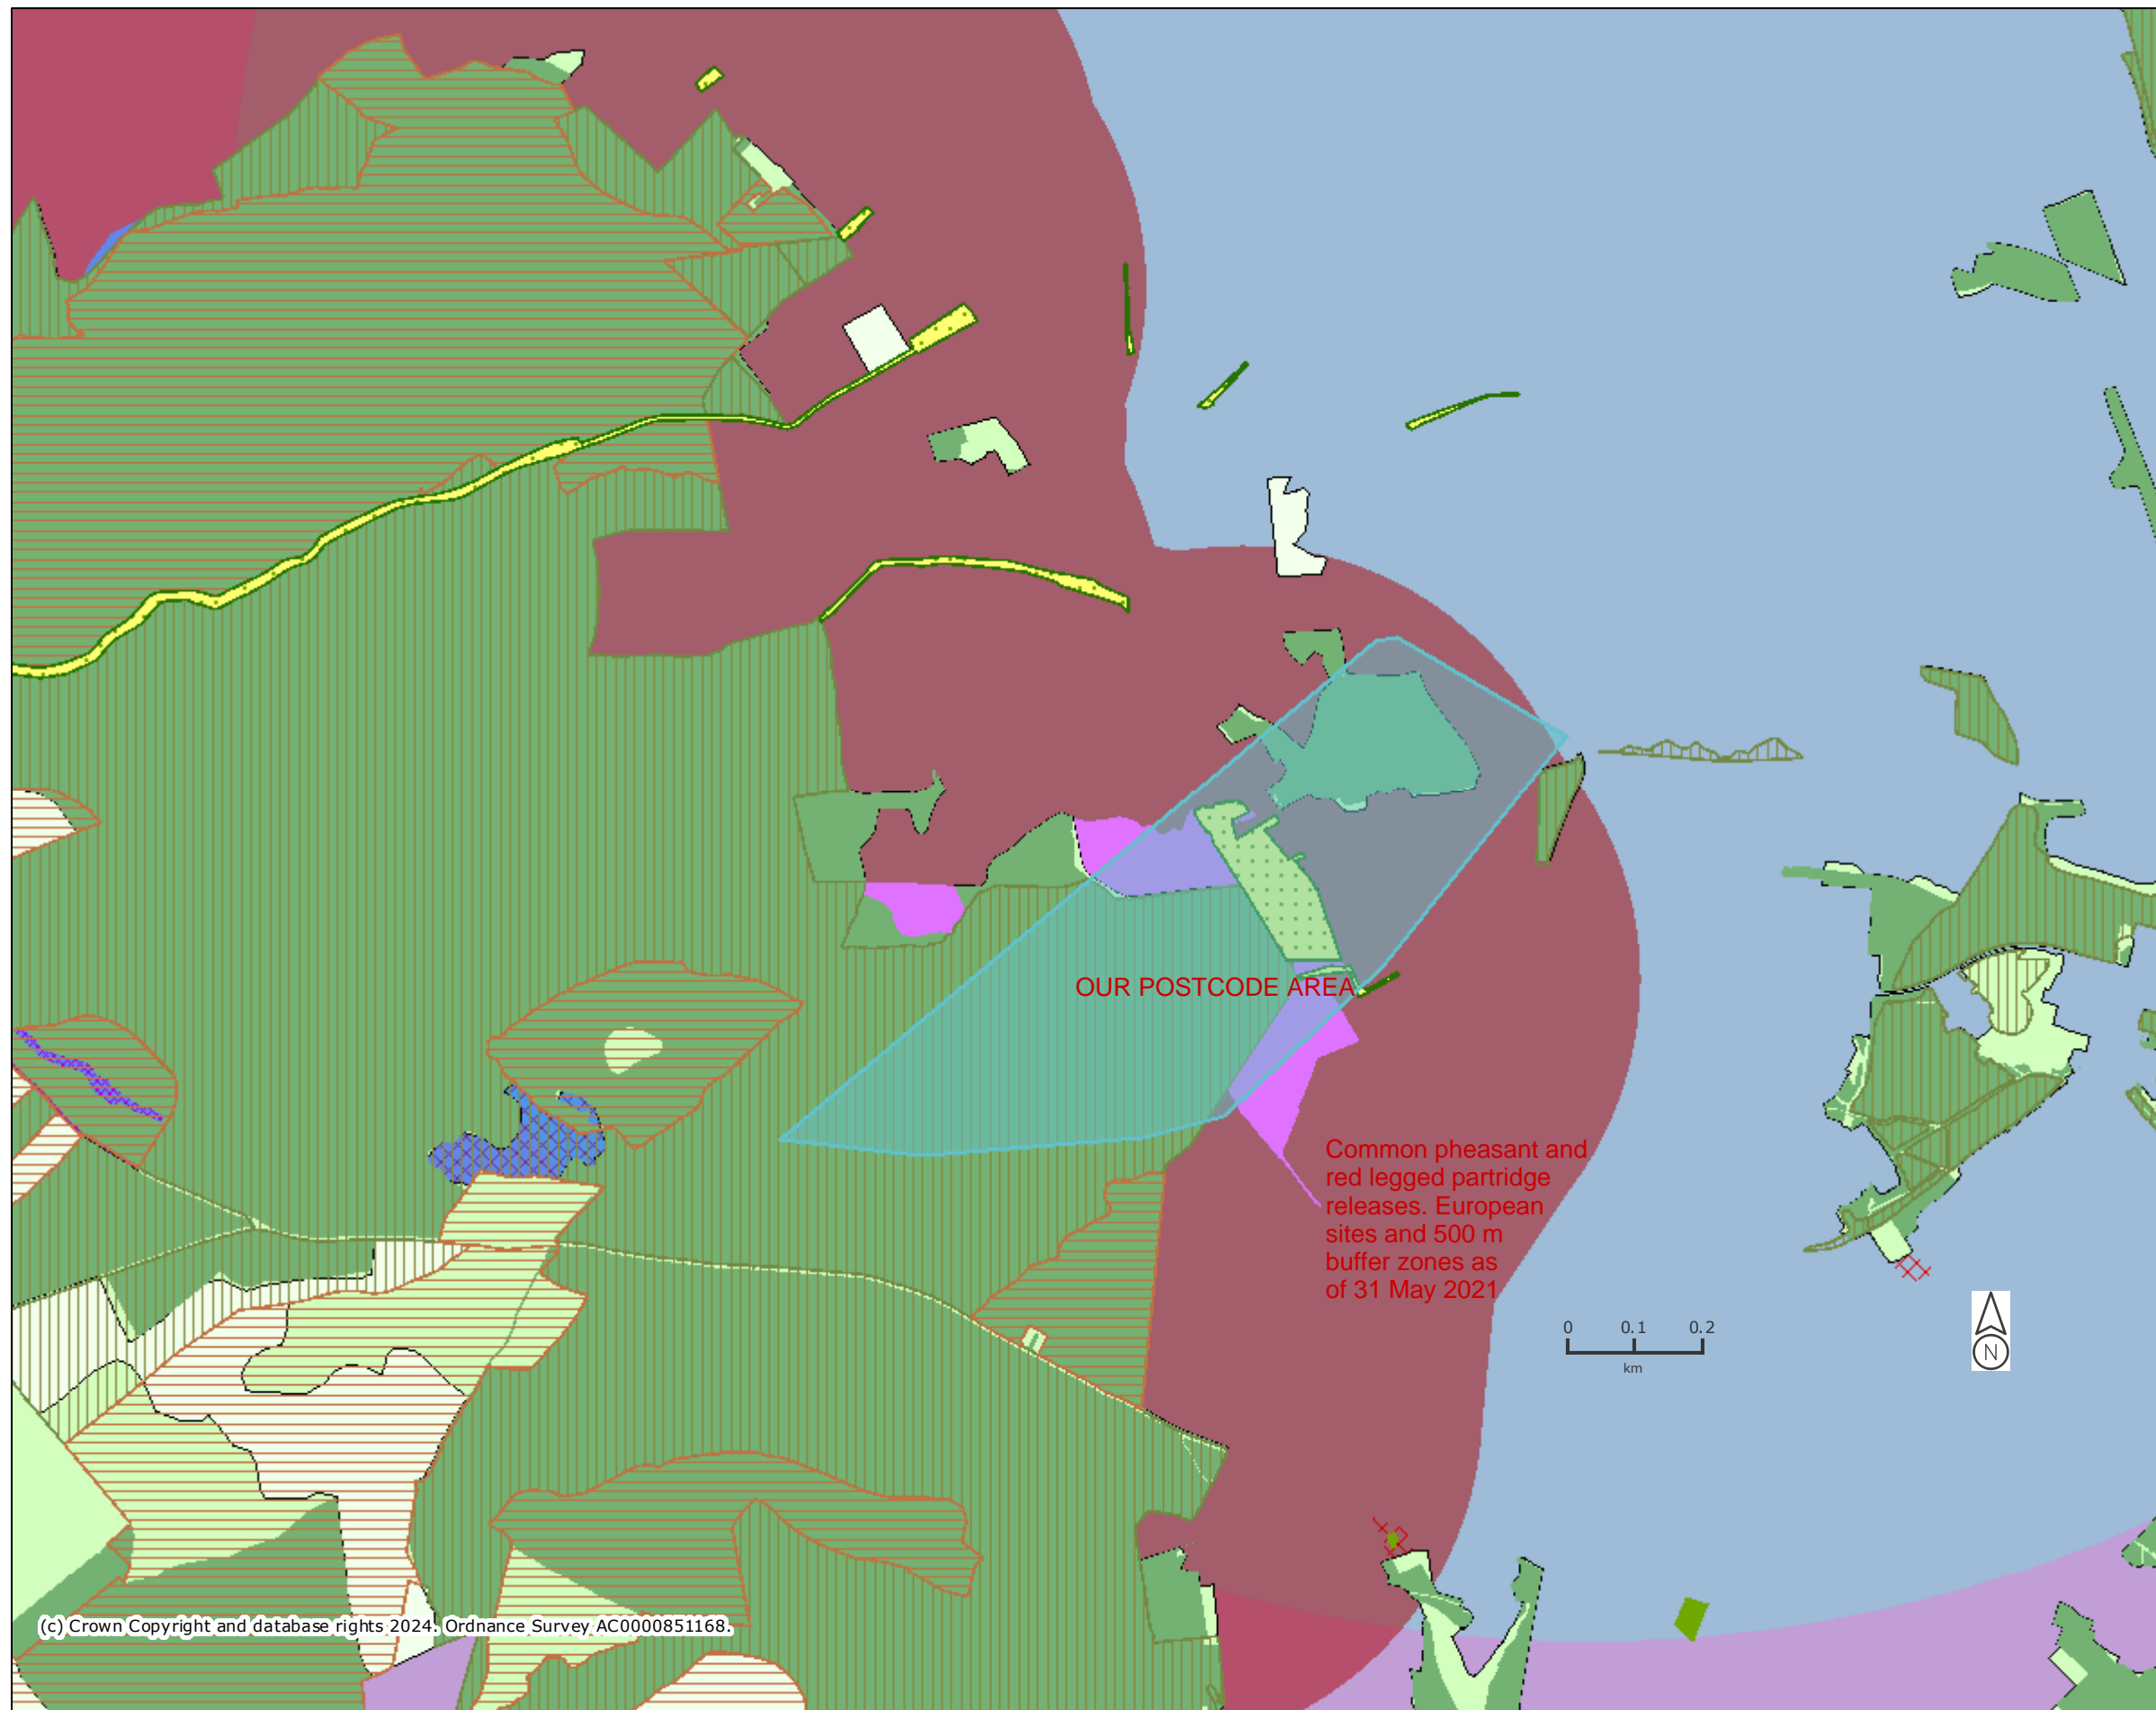 OUR POSTCODE AREA
Common pheasant and
red legged partridge
releases. European
sites and 500 m
buffer zones as
of 31 May 2021
0 0.1 0.2
km
N
(c) Crown Copyright and database rights 2024. Ordnance Survey AC0000851168.